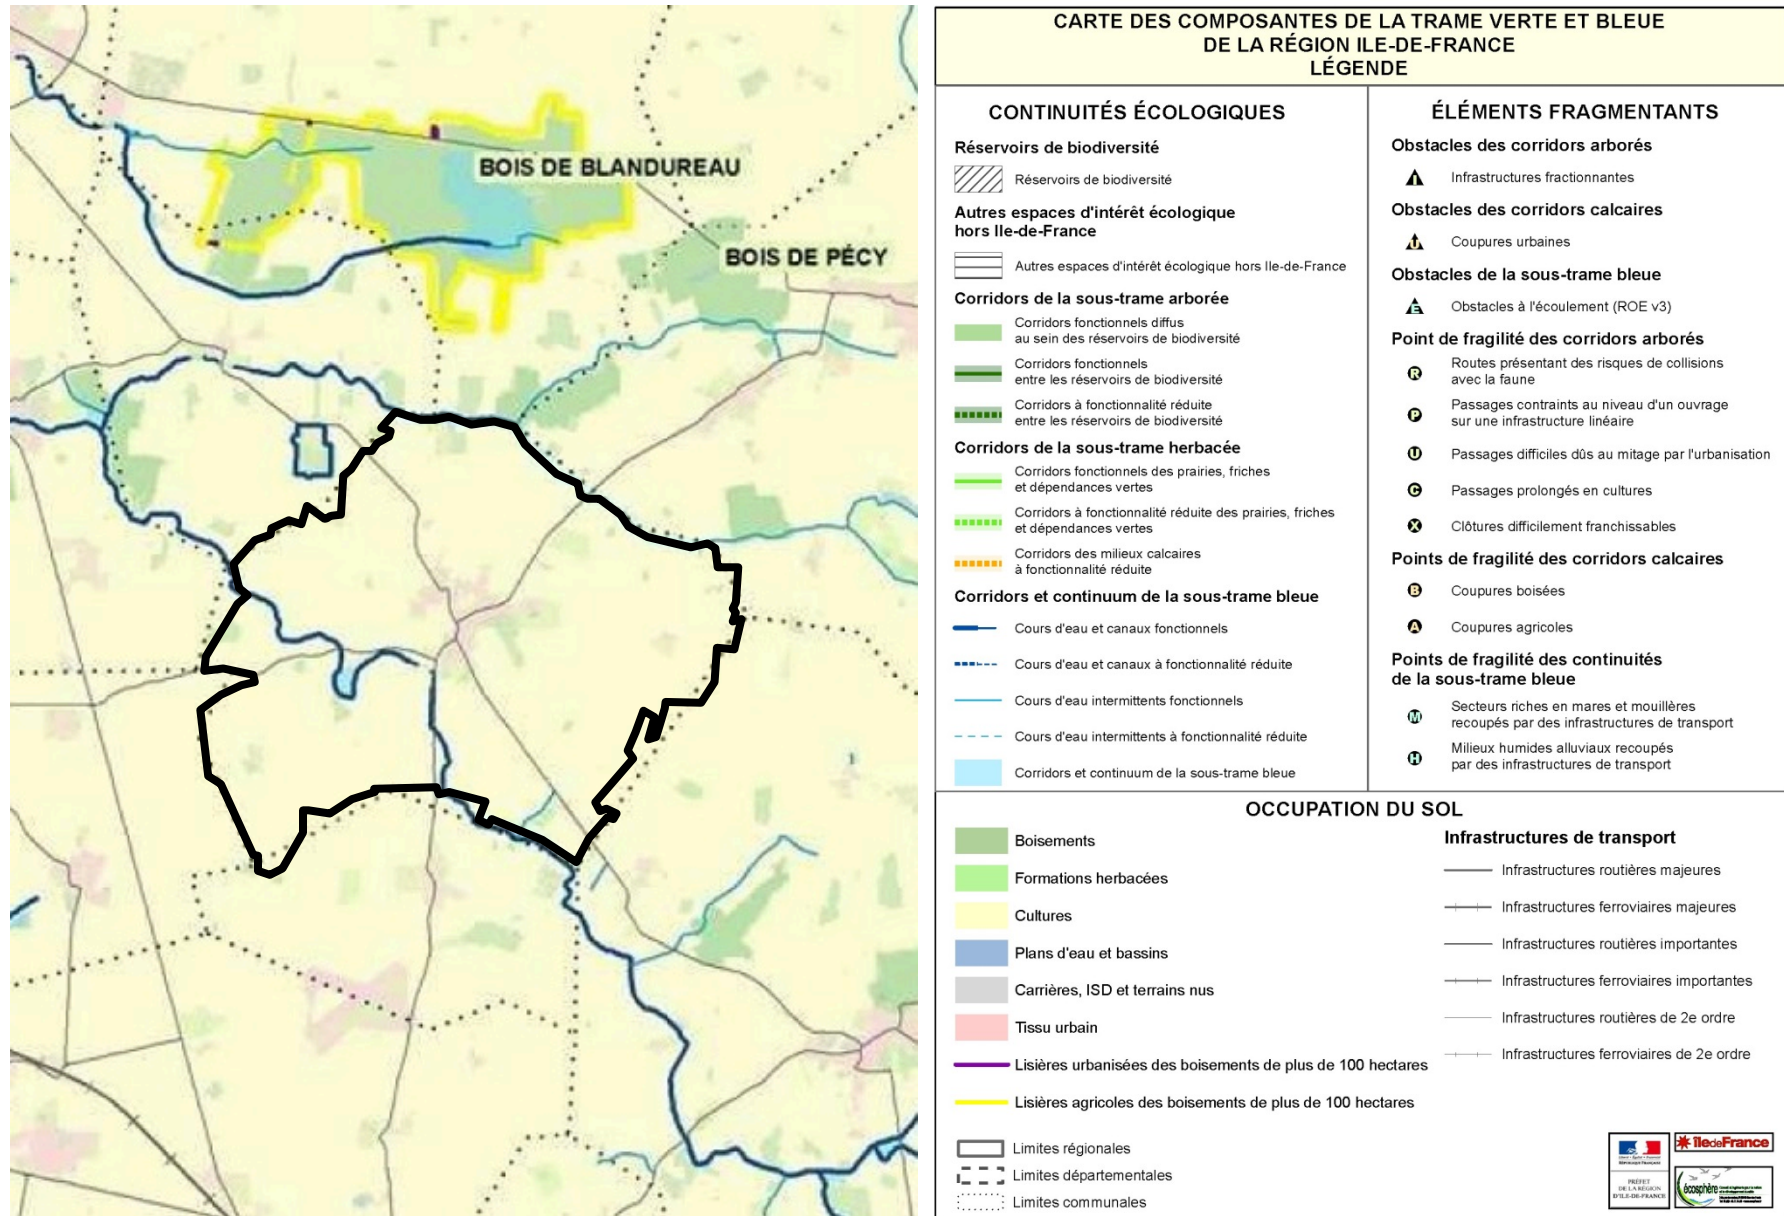 BOIS DE BLANDUREAU
BOIS DE PÉCY
CARTE DES COMPOSANTES DE LA TRAME VERTE ET BLEUE
DE LA RÉGION ILE-DE-FRANCE
LÉGENDE
CONTINUITÉS ÉCOLOGIQUES
Réservoirs de biodiversité
Réservoirs de biodiversité
Autres espaces d'intérêt écologique
hors Ile-de-France
Autres espaces d'intérêt écologique hors Ile-de-France
Corridors de la sous-trame arborée
Corridors fonctionnels diffus
au sein des réservoirs de biodiversité
Corridors fonctionnels
entre les réservoirs de biodiversité
Corridors à fonctionnalité réduite
entre les réservoirs de biodiversité
Corridors de la sous-trame herbacée
Corridors fonctionnels des prairies, friches
et dépendances vertes
Corridors à fonctionnalité réduite des prairies, friches
et dépendances vertes
Corridors des milieux calcaires
à fonctionnalité réduite
Corridors et continuum de la sous-trame bleue
Cours d'eau et canaux fonctionnels
Cours d'eau et canaux à fonctionnalité réduite
Cours d'eau intermittents fonctionnels
Cours d'eau intermittents à fonctionnalité réduite
Corridors et continuum de la sous-trame bleue
ÉLÉMENTS FRAGMENTANTS
Obstacles des corridors arborés
I Infrastructures fractionnantes
Obstacles des corridors calcaires
U Coupures urbaines
Obstacles de la sous-trame bleue
E Obstacles à l'écoulement (ROE v3)
Point de fragilité des corridors arborés
R Routes présentant des risques de collisions
avec la faune
P Passages contraints au niveau d'un ouvrage
sur une infrastructure linéaire
U Passages difficiles dûs au mitage par l'urbanisation
C Passages prolongés en cultures
X Clôtures difficilement franchissables
Points de fragilité des corridors calcaires
B Coupures boisées
A Coupures agricoles
Points de fragilité des continuités
de la sous-trame bleue
M Secteurs riches en mares et mouillères
recoupés par des infrastructures de transport
H Milieux humides alluviaux recoupés
par des infrastructures de transport
OCCUPATION DU SOL
Boisements
Formations herbacées
Cultures
Plans d'eau et bassins
Carrières, ISD et terrains nus
Tissu urbain
Lisières urbanisées des boisements de plus de 100 hectares
Lisières agricoles des boisements de plus de 100 hectares
Limites régionales
Limites départementales
Limites communales
Infrastructures de transport
Infrastructures routières majeures
Infrastructures ferroviaires majeures
Infrastructures routières importantes
Infrastructures ferroviaires importantes
Infrastructures routières de 2e ordre
Infrastructures ferroviaires de 2e ordre
PRÉFET
DE LA RÉGION
D'ILE-DE-FRANCE
îledeFrance
écosphère